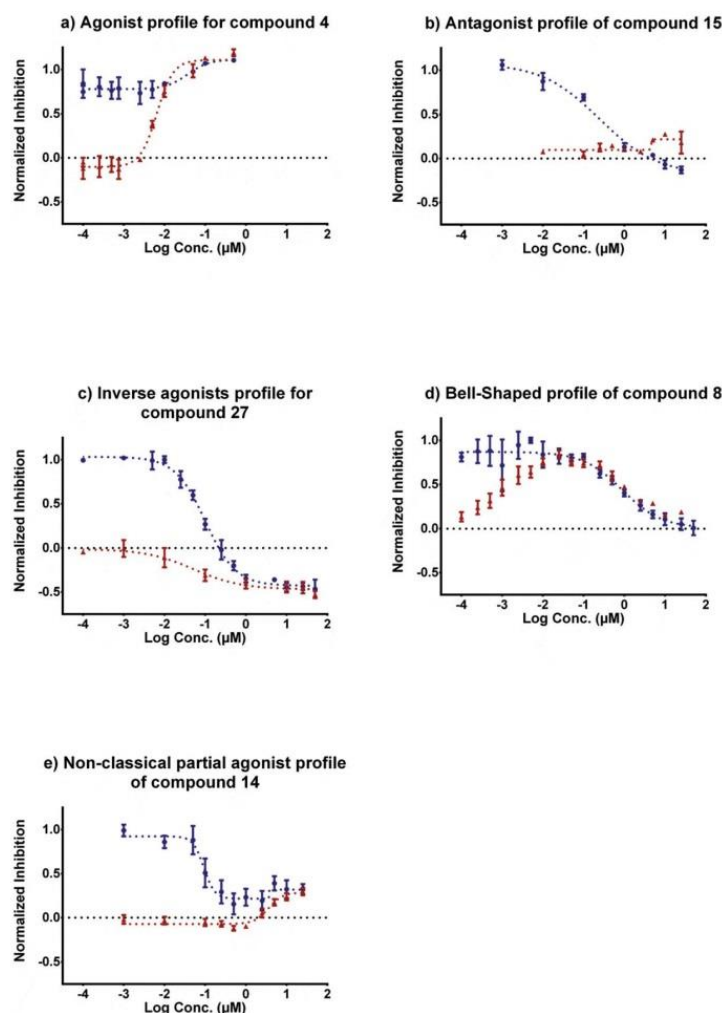 a) Agonist profile for compound 4
Normalized Inhibition
1.0
0.5
0.0
-0.5
-4 -3 -2 -1 0 1 2
Log Conc. (µM)
b) Antagonist profile of compound 15
Normalized Inhibition
1.0
0.5
0.0
-0.5
-4 -3 -2 -1 0 1 2
Log Conc. (µM)
c) Inverse agonists profile for
compound 27
Normalized Inhibition
1.0
0.5
0.0
-0.5
-4 -3 -2 -1 0 1 2
Log Conc. (µM)
d) Bell-Shaped profile of compound 8
Normalized Inhibition
1.0
0.5
0.0
-0.5
-4 -3 -2 -1 0 1 2
Log Conc. (µM)
e) Non-classical partial agonist profile
of compound 14
Normalized Inhibition
1.0
0.5
0.0
-0.5
-4 -3 -2 -1 0 1 2
Log Conc. (µM)